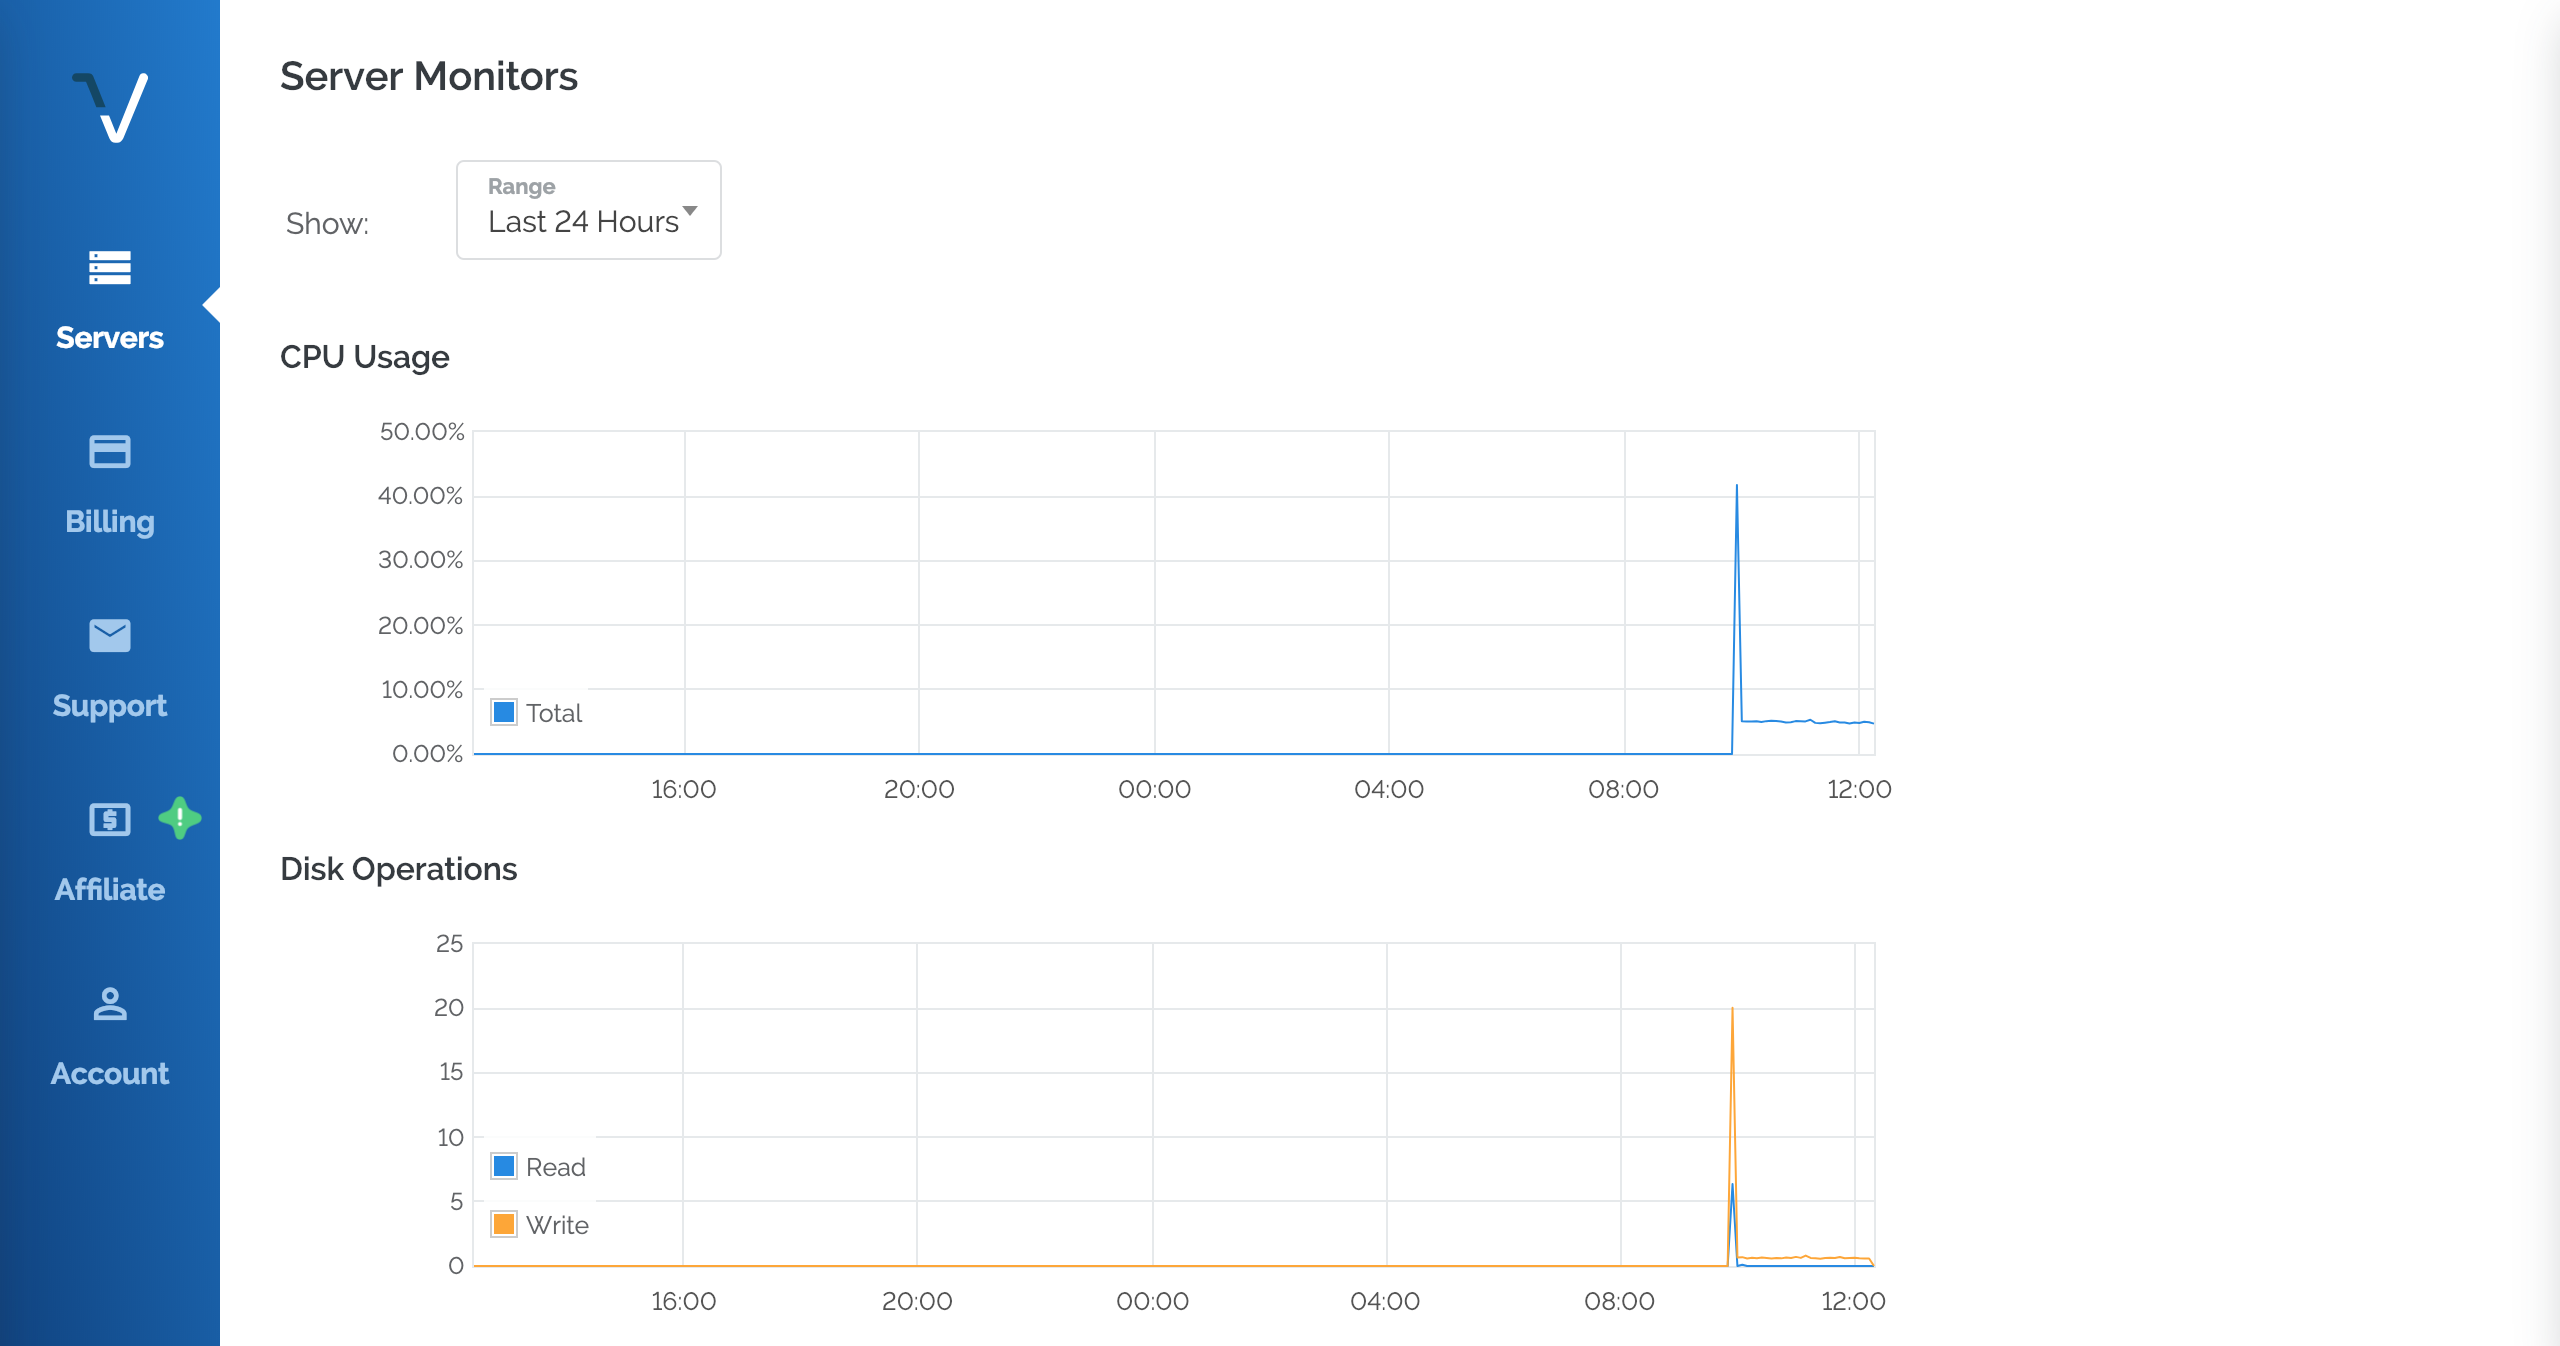 Server Monitors
Show:
Range
Last 24 Hours
Servers
Billing
Support
Affiliate
Account
CPU Usage
50.00%
40.00%
30.00%
20.00%
10.00%
0.00%
Total
16:00 20:00 00:00 04:00 08:00 12:00
Disk Operations
25
20
15
10
5
0
Read
Write
16:00 20:00 00:00 04:00 08:00 12:00